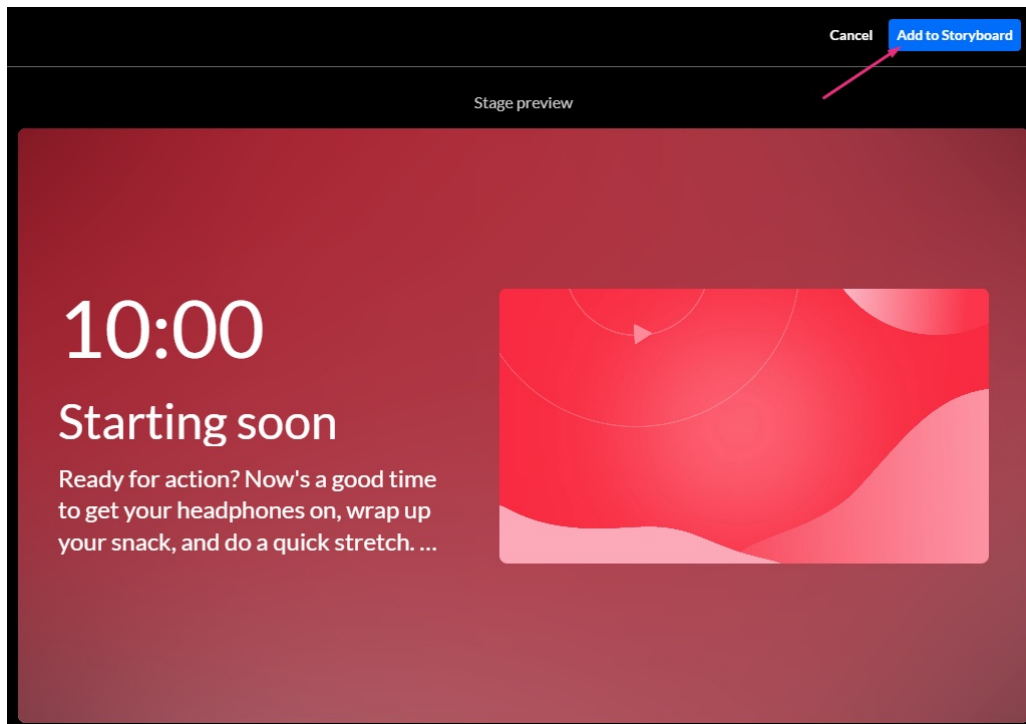 Cancel Add to Storyboard
Stage preview
10:00
Starting soon
Ready for action? Now's a good time
to get your headphones on, wrap up
your snack, and do a quick stretch. ...